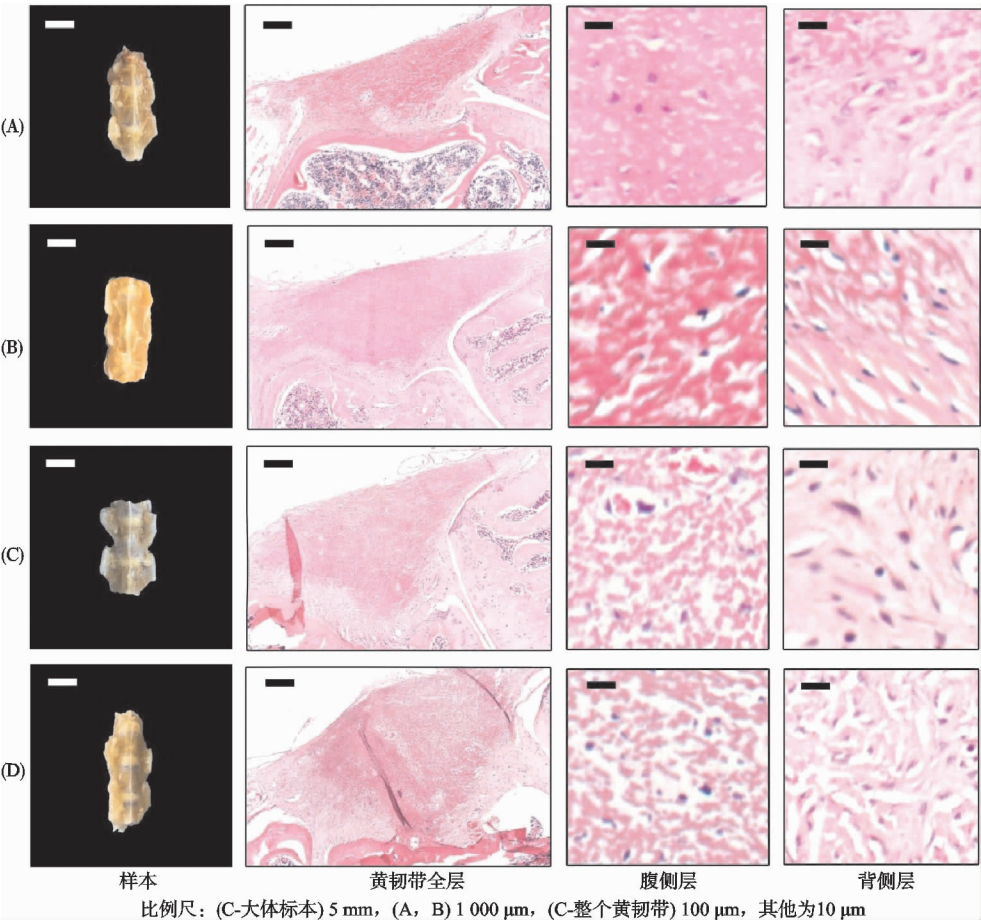 (A)
(B)
(C)
(D)
样本 黄韧带全层 腹侧层 背侧层
比例尺：(C-大体标本) 5 mm，(A，B) 1 000 μm，(C-整个黄韧带) 100 μm，其他为10 μm